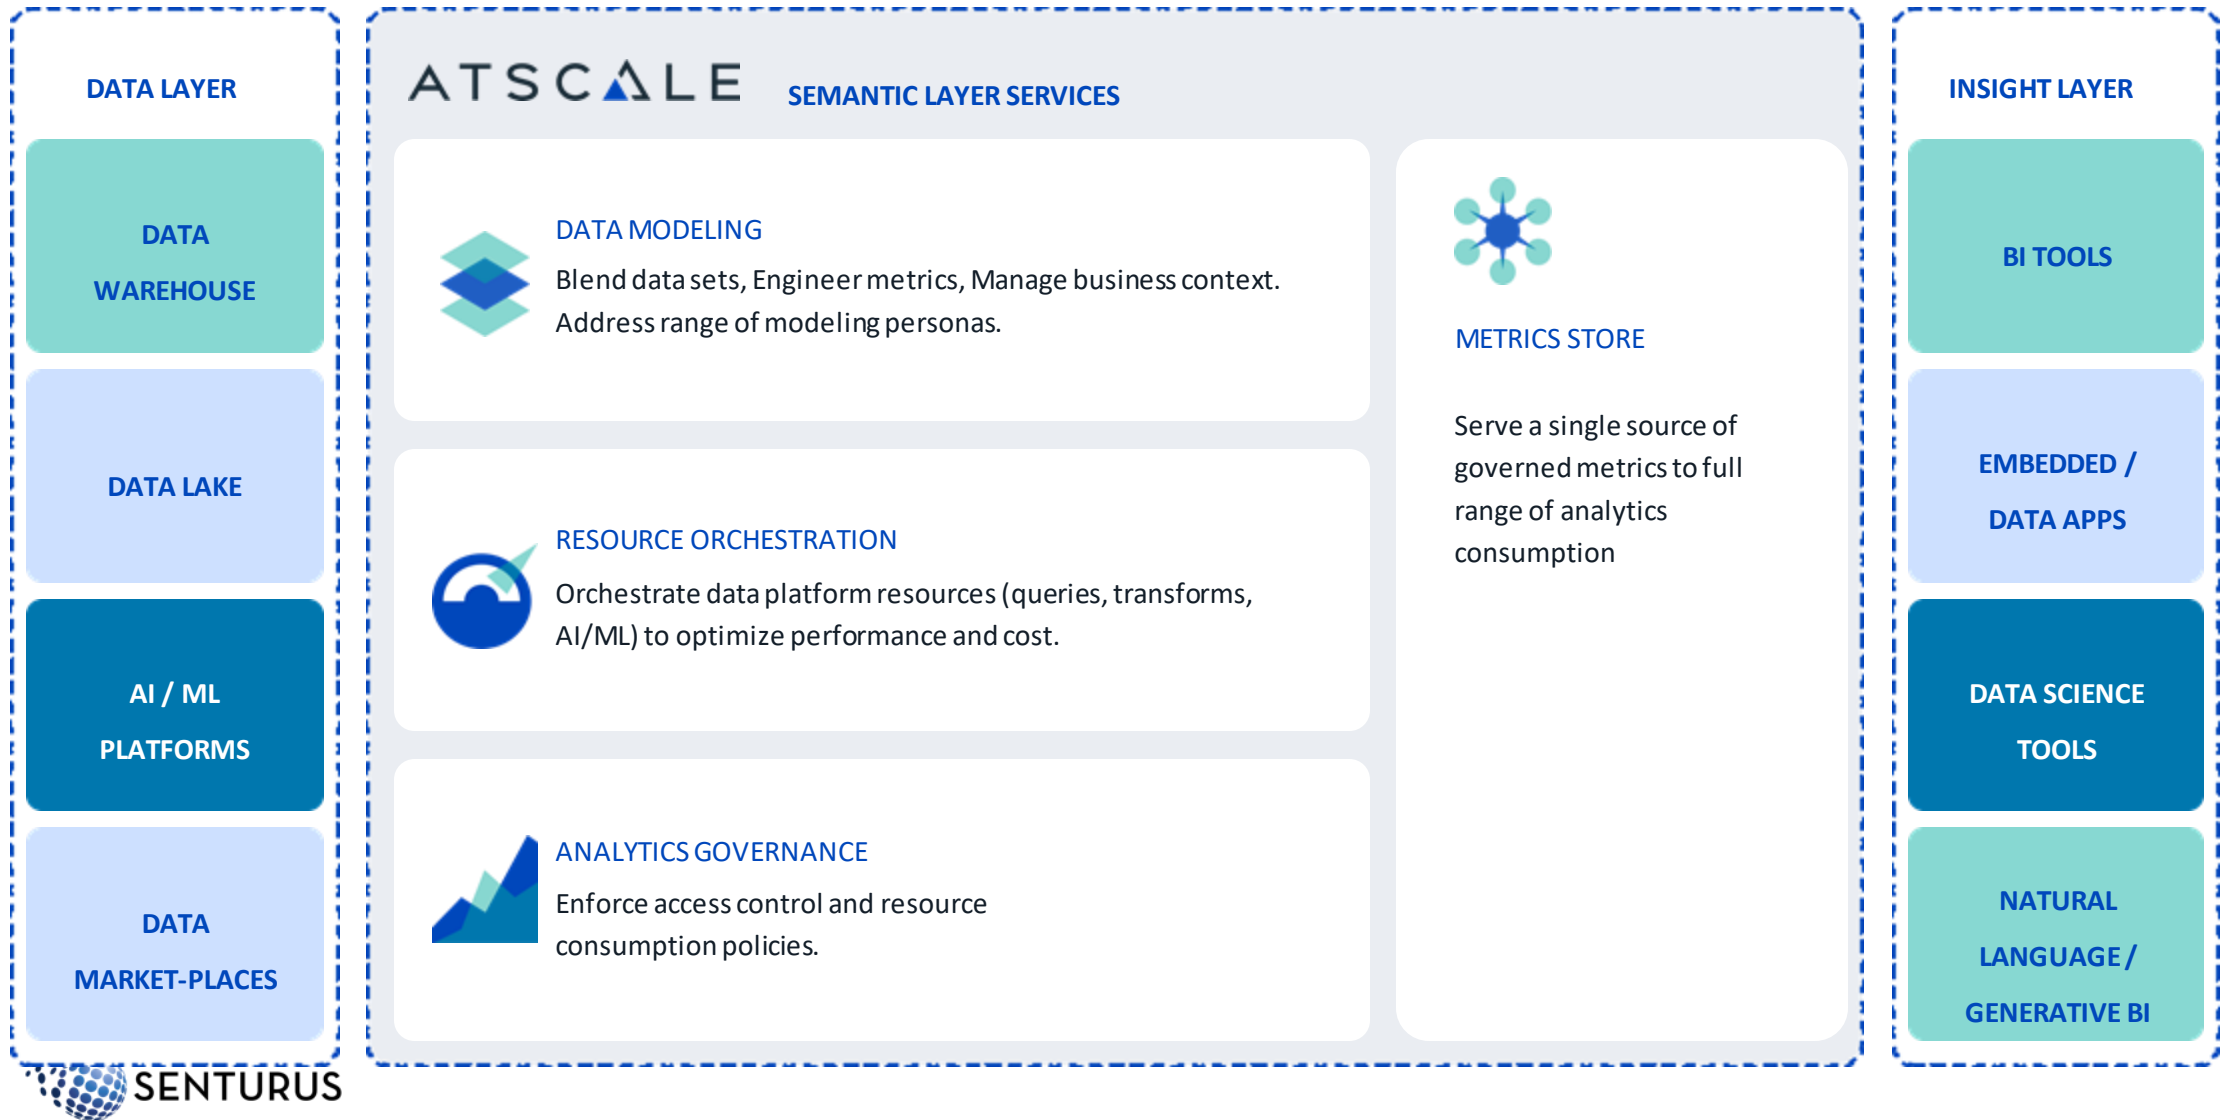 DATA LAYER
DATA
WAREHOUSE
DATA LAKE
AI / ML
PLATFORMS
DATA
MARKET-PLACES
ATSCALE
SEMANTIC LAYER SERVICES
DATA MODELING
Blend data sets, Engineer metrics, Manage business context.
Address range of modeling personas.
RESOURCE ORCHESTRATION
Orchestrate data platform resources (queries, transforms,
AI/ML) to optimize performance and cost.
ANALYTICS GOVERNANCE
Enforce access control and resource
consumption policies.
METRICS STORE
Serve a single source of
governed metrics to full
range of analytics
consumption
INSIGHT LAYER
BI TOOLS
EMBEDDED /
DATA APPS
DATA SCIENCE
TOOLS
NATURAL
LANGUAGE /
GENERATIVE BI
SENTURUS